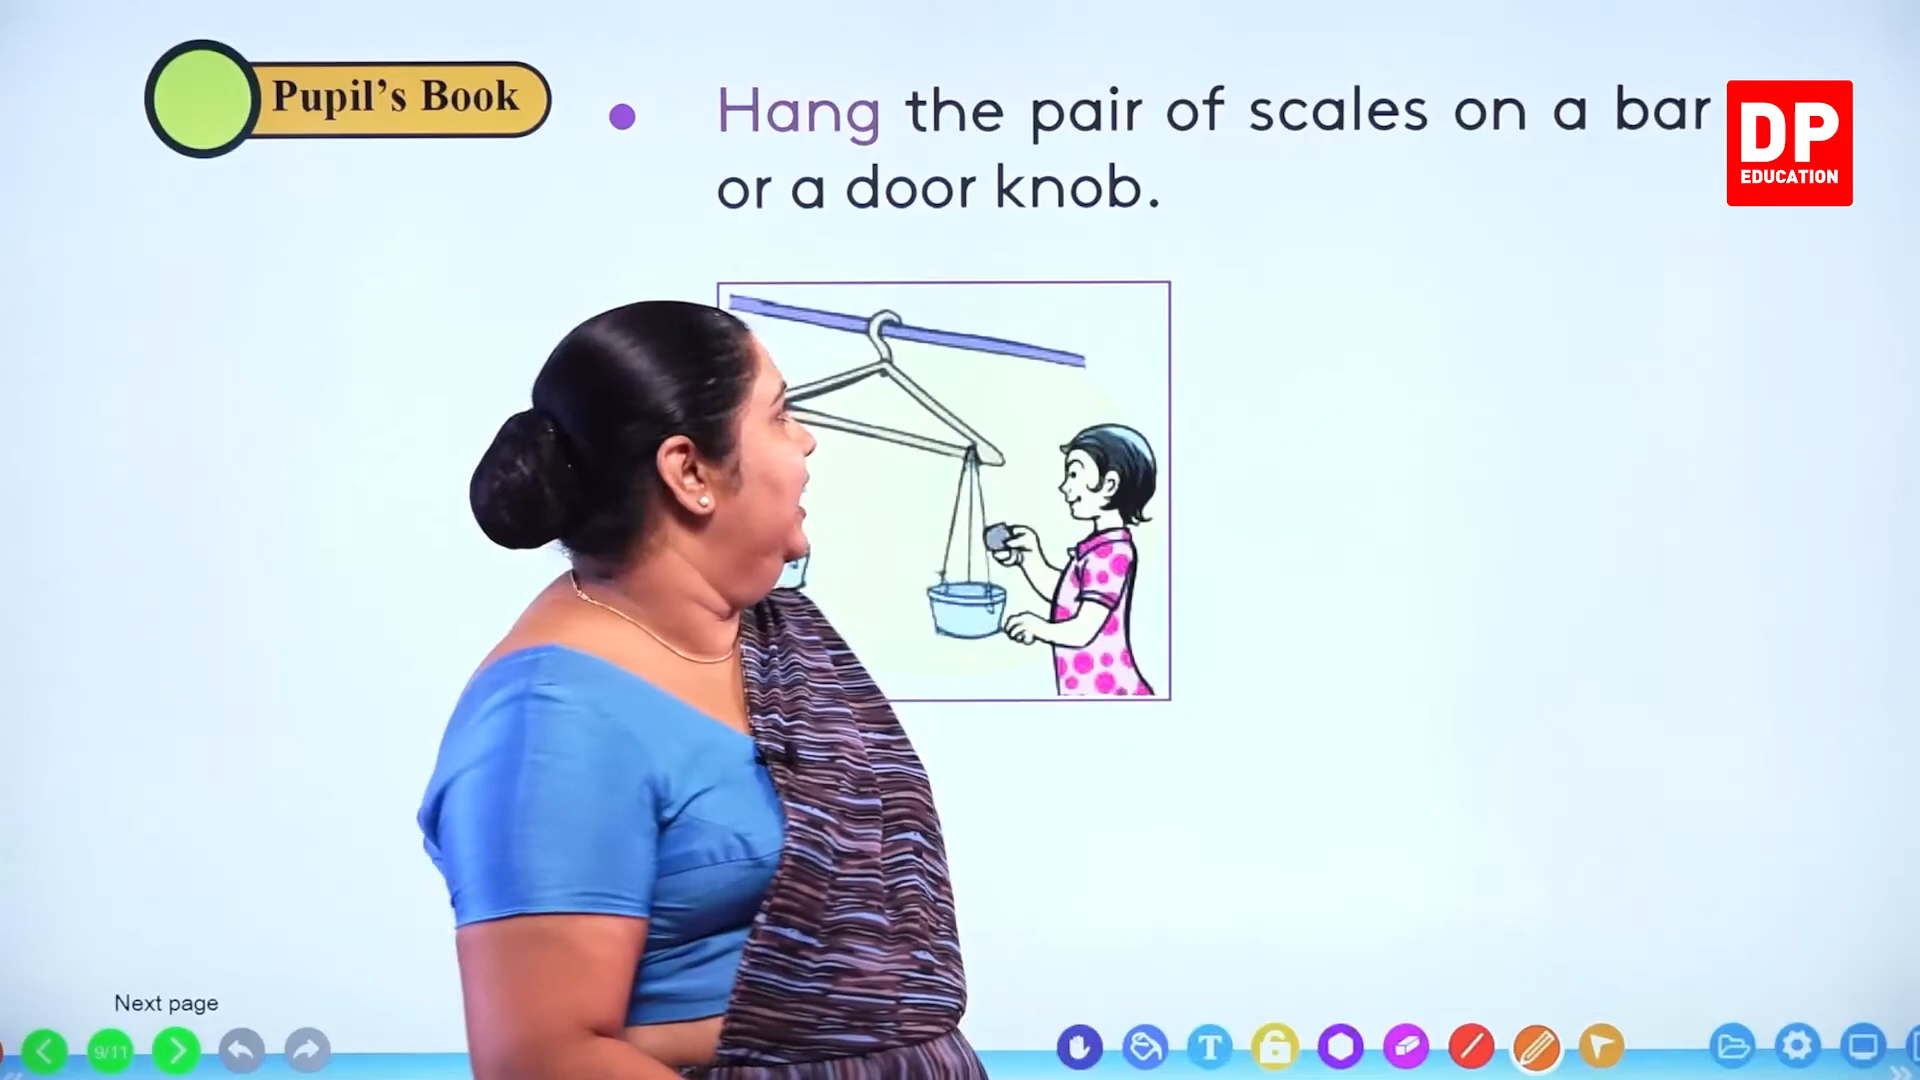 Pupil's Book
Hang the pair of scales on a bar
or a door knob.
DP
EDUCATION
Next page
9/11
T